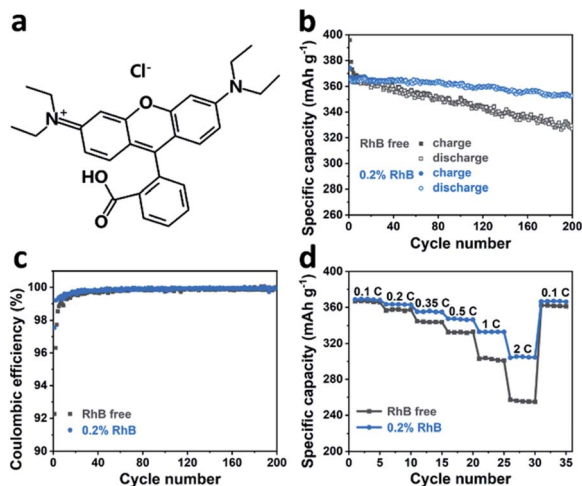 a
Cl-
N
O
N+
HO
O
b
Specific capacity (mAh g-1)
400
380
360
340
320
300
280
260
RhB free
charge
discharge
0.2% RhB
charge
discharge
0 40 80 120 160 200
Cycle number
c
Coulombic efficiency (%)
100
98
96
94
92
90
RhB free
0.2% RhB
0 40 80 120 160 200
Cycle number
d
Specific capacity (mAh g-1)
400
360
320
280
240
200
0.1 C
0.2 C
0.35 C
0.5 C
1 C
2 C
0.1 C
RhB free
0.2% RhB
0 5 10 15 20 25 30 35
Cycle number